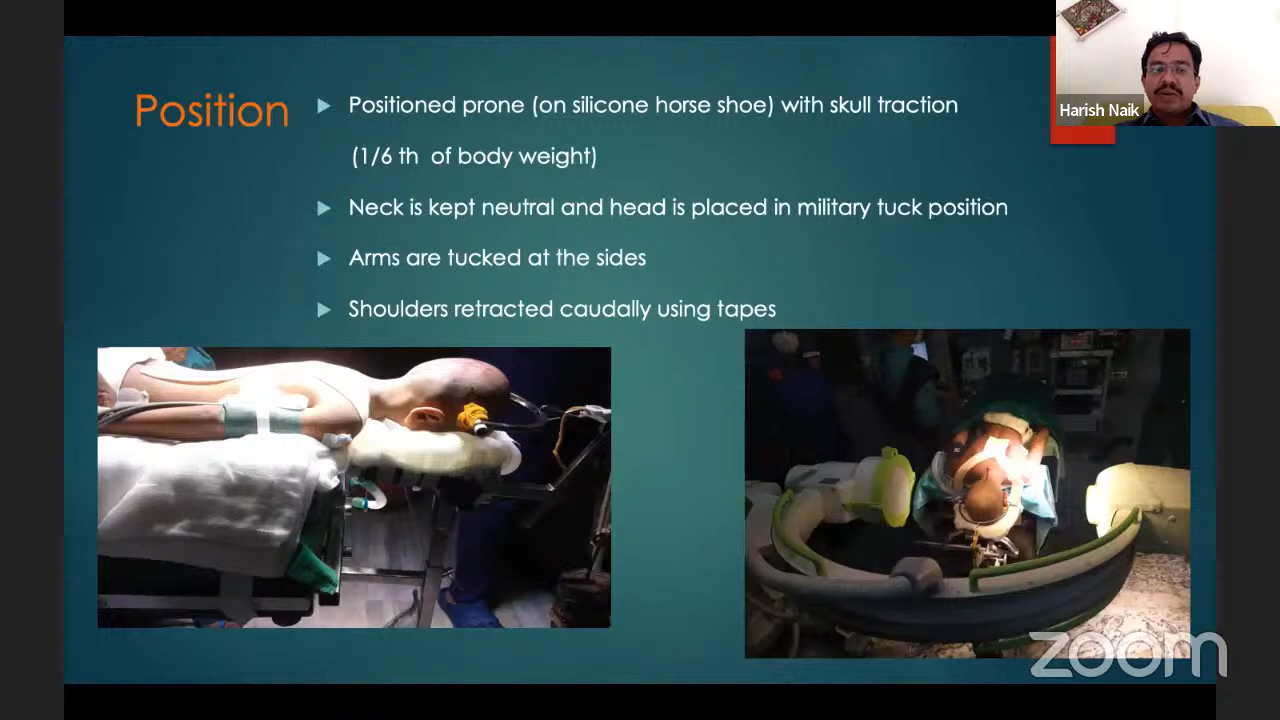 Position
Positioned prone (on silicone horse shoe) with skull traction
(1/6 th of body weight)
Neck is kept neutral and head is placed in military tuck position
Arms are tucked at the sides
Shoulders retracted caudally using tapes
Harish Naik
zoom